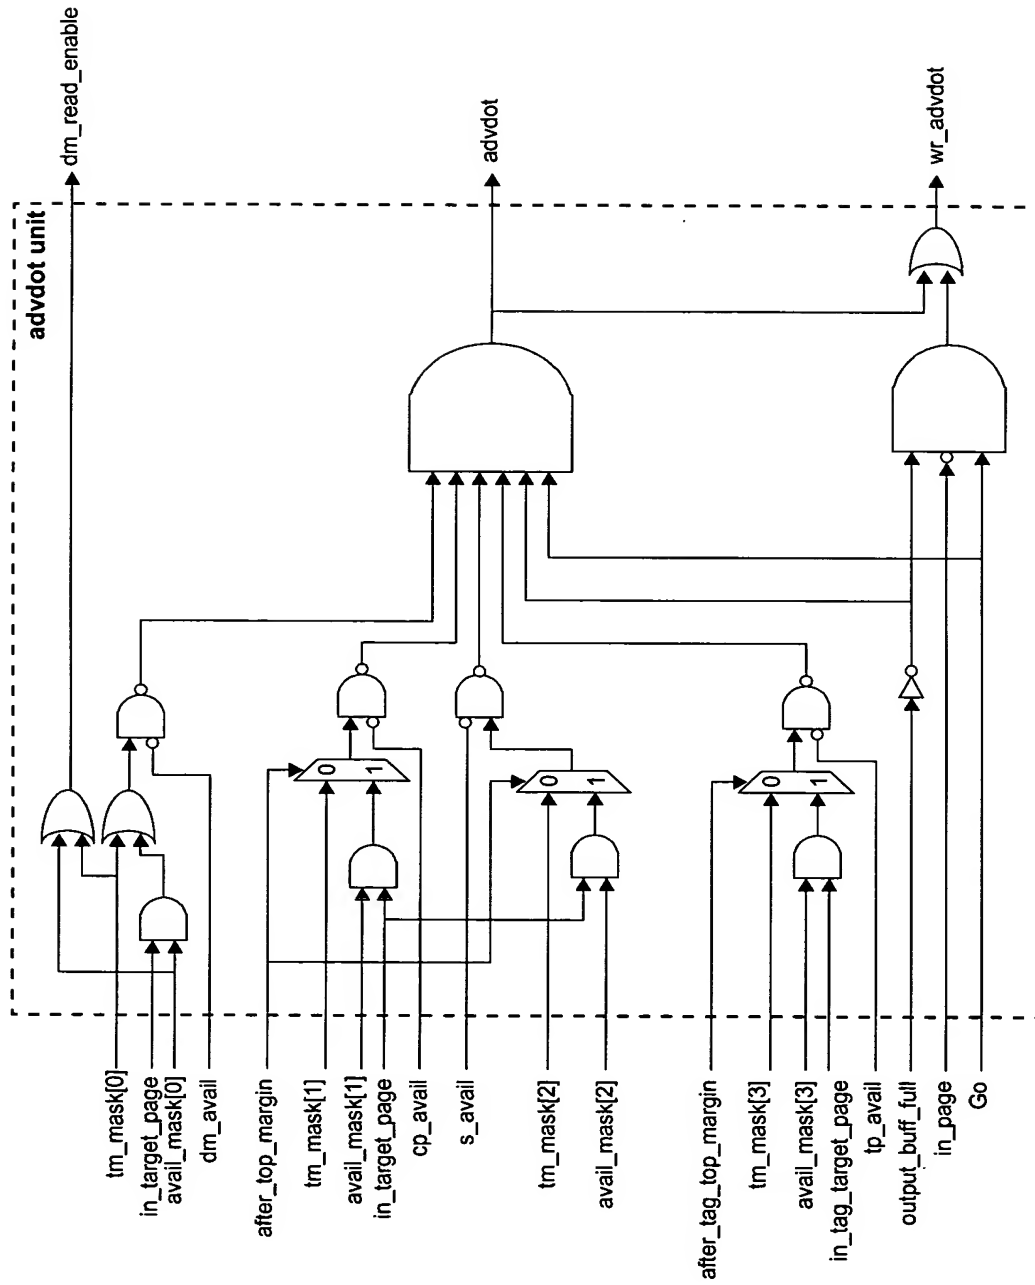 advdot unit
dm_read_enable
advdot
wr_advdot
tm_mask[0]
in_target_page
avail_mask[0]
dm_avail
after_top_margin
0
1
tm_mask[1]
avail_mask[1]
in_target_page
cp_avail
s_avail
0
1
tm_mask[2]
avail_mask[2]
after_tag_top_margin
0
1
tm_mask[3]
avail_mask[3]
in_tag_target_page
tp_avail
output_buff_full
in_page
Go